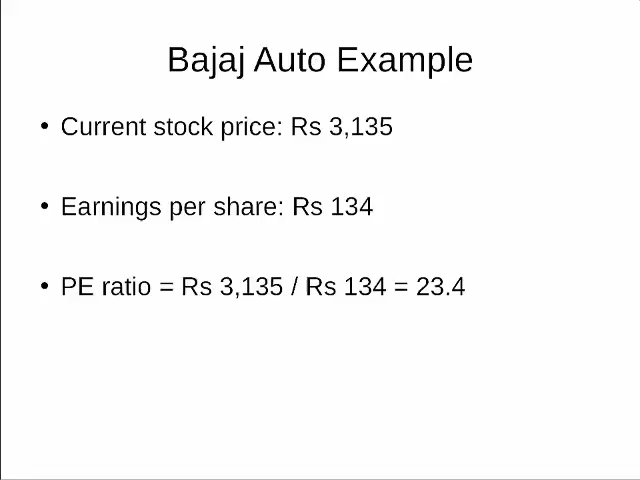 Bajaj Auto Example
• Current stock price: Rs 3,135
• Earnings per share: Rs 134
• PE ratio = Rs 3,135 / Rs 134 = 23.4